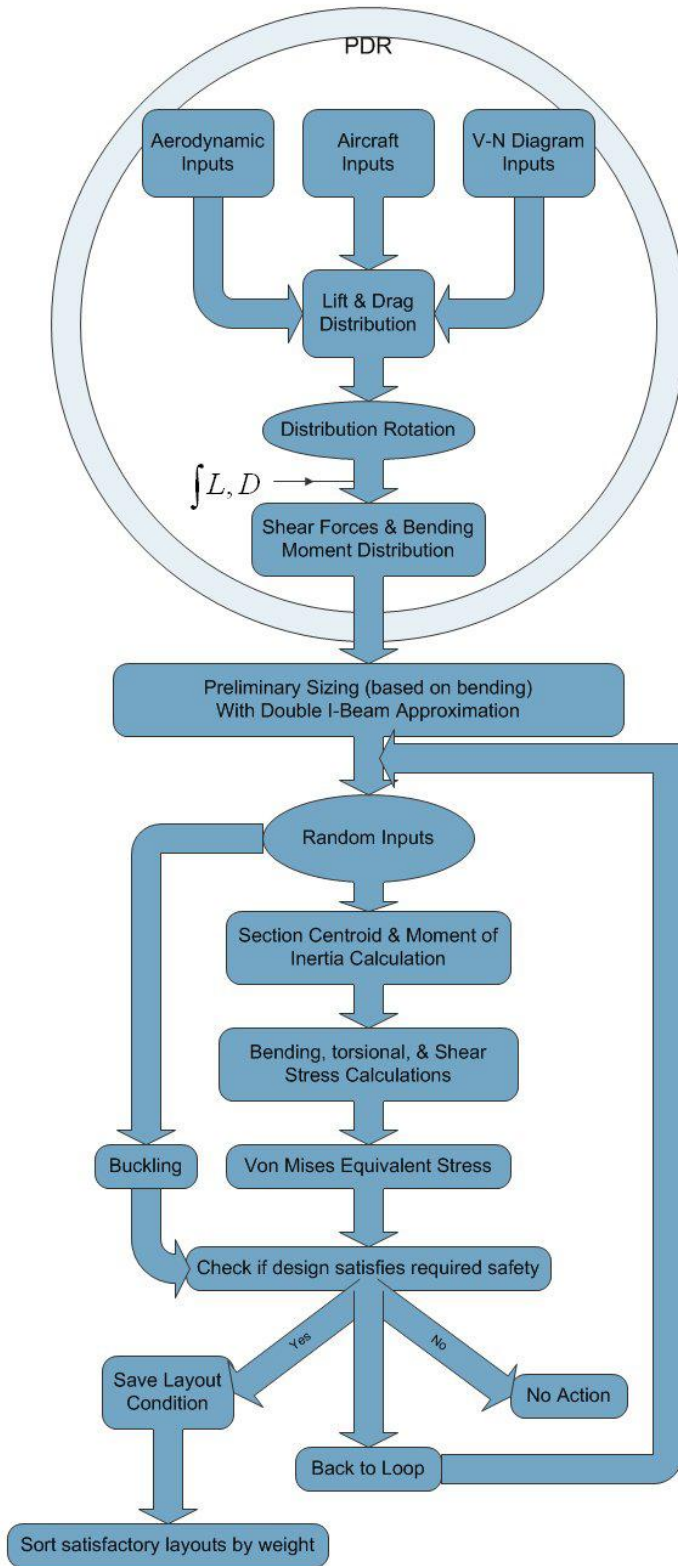 PDR
Aerodynamic
Inputs
Aircraft
Inputs
V-N Diagram
Inputs
Lift & Drag
Distribution
Distribution Rotation
∫L, D
Shear Forces & Bending
Moment Distribution
Preliminary Sizing (based on bending)
With Double I-Beam Approximation
Random Inputs
Section Centroid & Moment of
Inertia Calculation
Bending, torsional, & Shear
Stress Calculations
Buckling
Von Mises Equivalent Stress
Check if design satisfies required safety
Yes
No
Save Layout
Condition
No Action
Back to Loop
Sort satisfactory layouts by weight